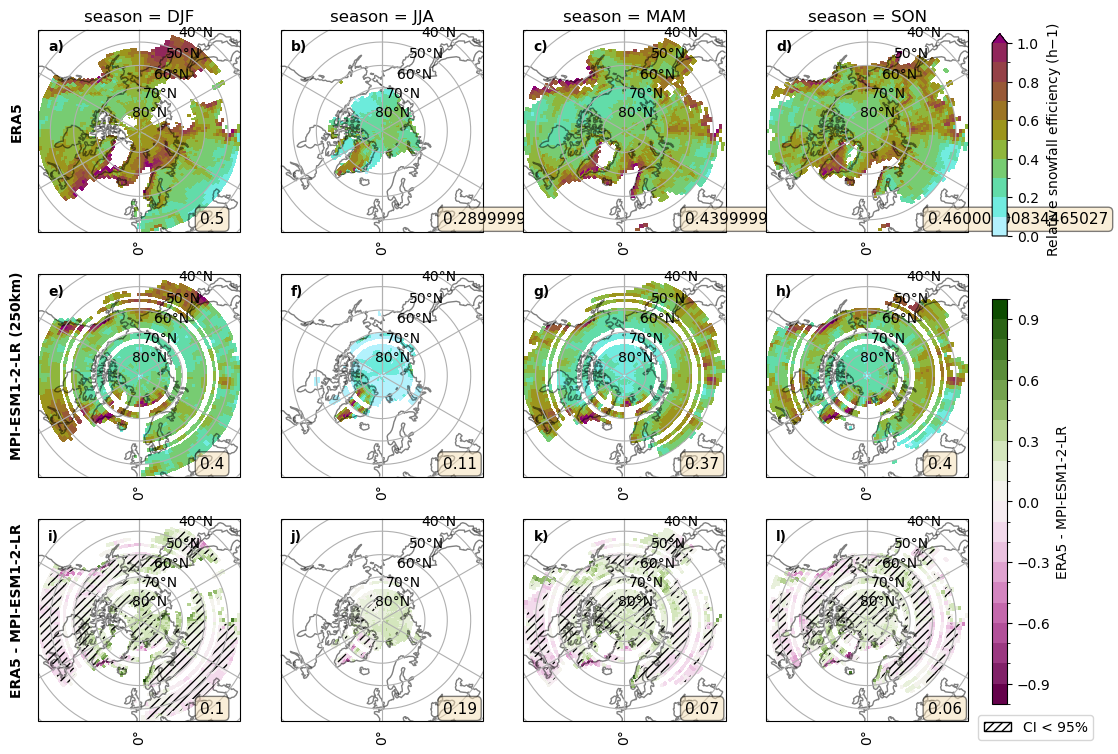 season = DJF
season = JJA
season = MAM
season = SON
ERA5
a)
40°N
50°N
60°N
70°N
80°N
0.5
0°
b)
40°N
50°N
60°N
70°N
80°N
0.2899999
0°
c)
40°N
50°N
60°N
70°N
80°N
0.4399999
0°
d)
40°N
50°N
60°N
70°N
80°N
0°
1.0
0.8
0.6
0.4
0.2
0.0
Relative snowfall efficiency (h−1)
MPI-ESM1-2-LR (250km)
e)
40°N
50°N
60°N
70°N
80°N
0.4
0°
f)
40°N
50°N
60°N
70°N
80°N
0.11
0°
g)
40°N
50°N
60°N
70°N
80°N
0.37
0°
h)
40°N
50°N
60°N
70°N
80°N
0.4
0°
ERA5 - MPI-ESM1-2-LR
i)
40°N
50°N
60°N
70°N
80°N
0.1
0°
j)
40°N
50°N
60°N
70°N
80°N
0.19
0°
k)
40°N
50°N
60°N
70°N
80°N
0.07
0°
l)
40°N
50°N
60°N
70°N
80°N
0.06
0°
0.9
0.6
0.3
0.0
−0.3
−0.6
−0.9
ERA5 - MPI-ESM1-2-LR
CI < 95%